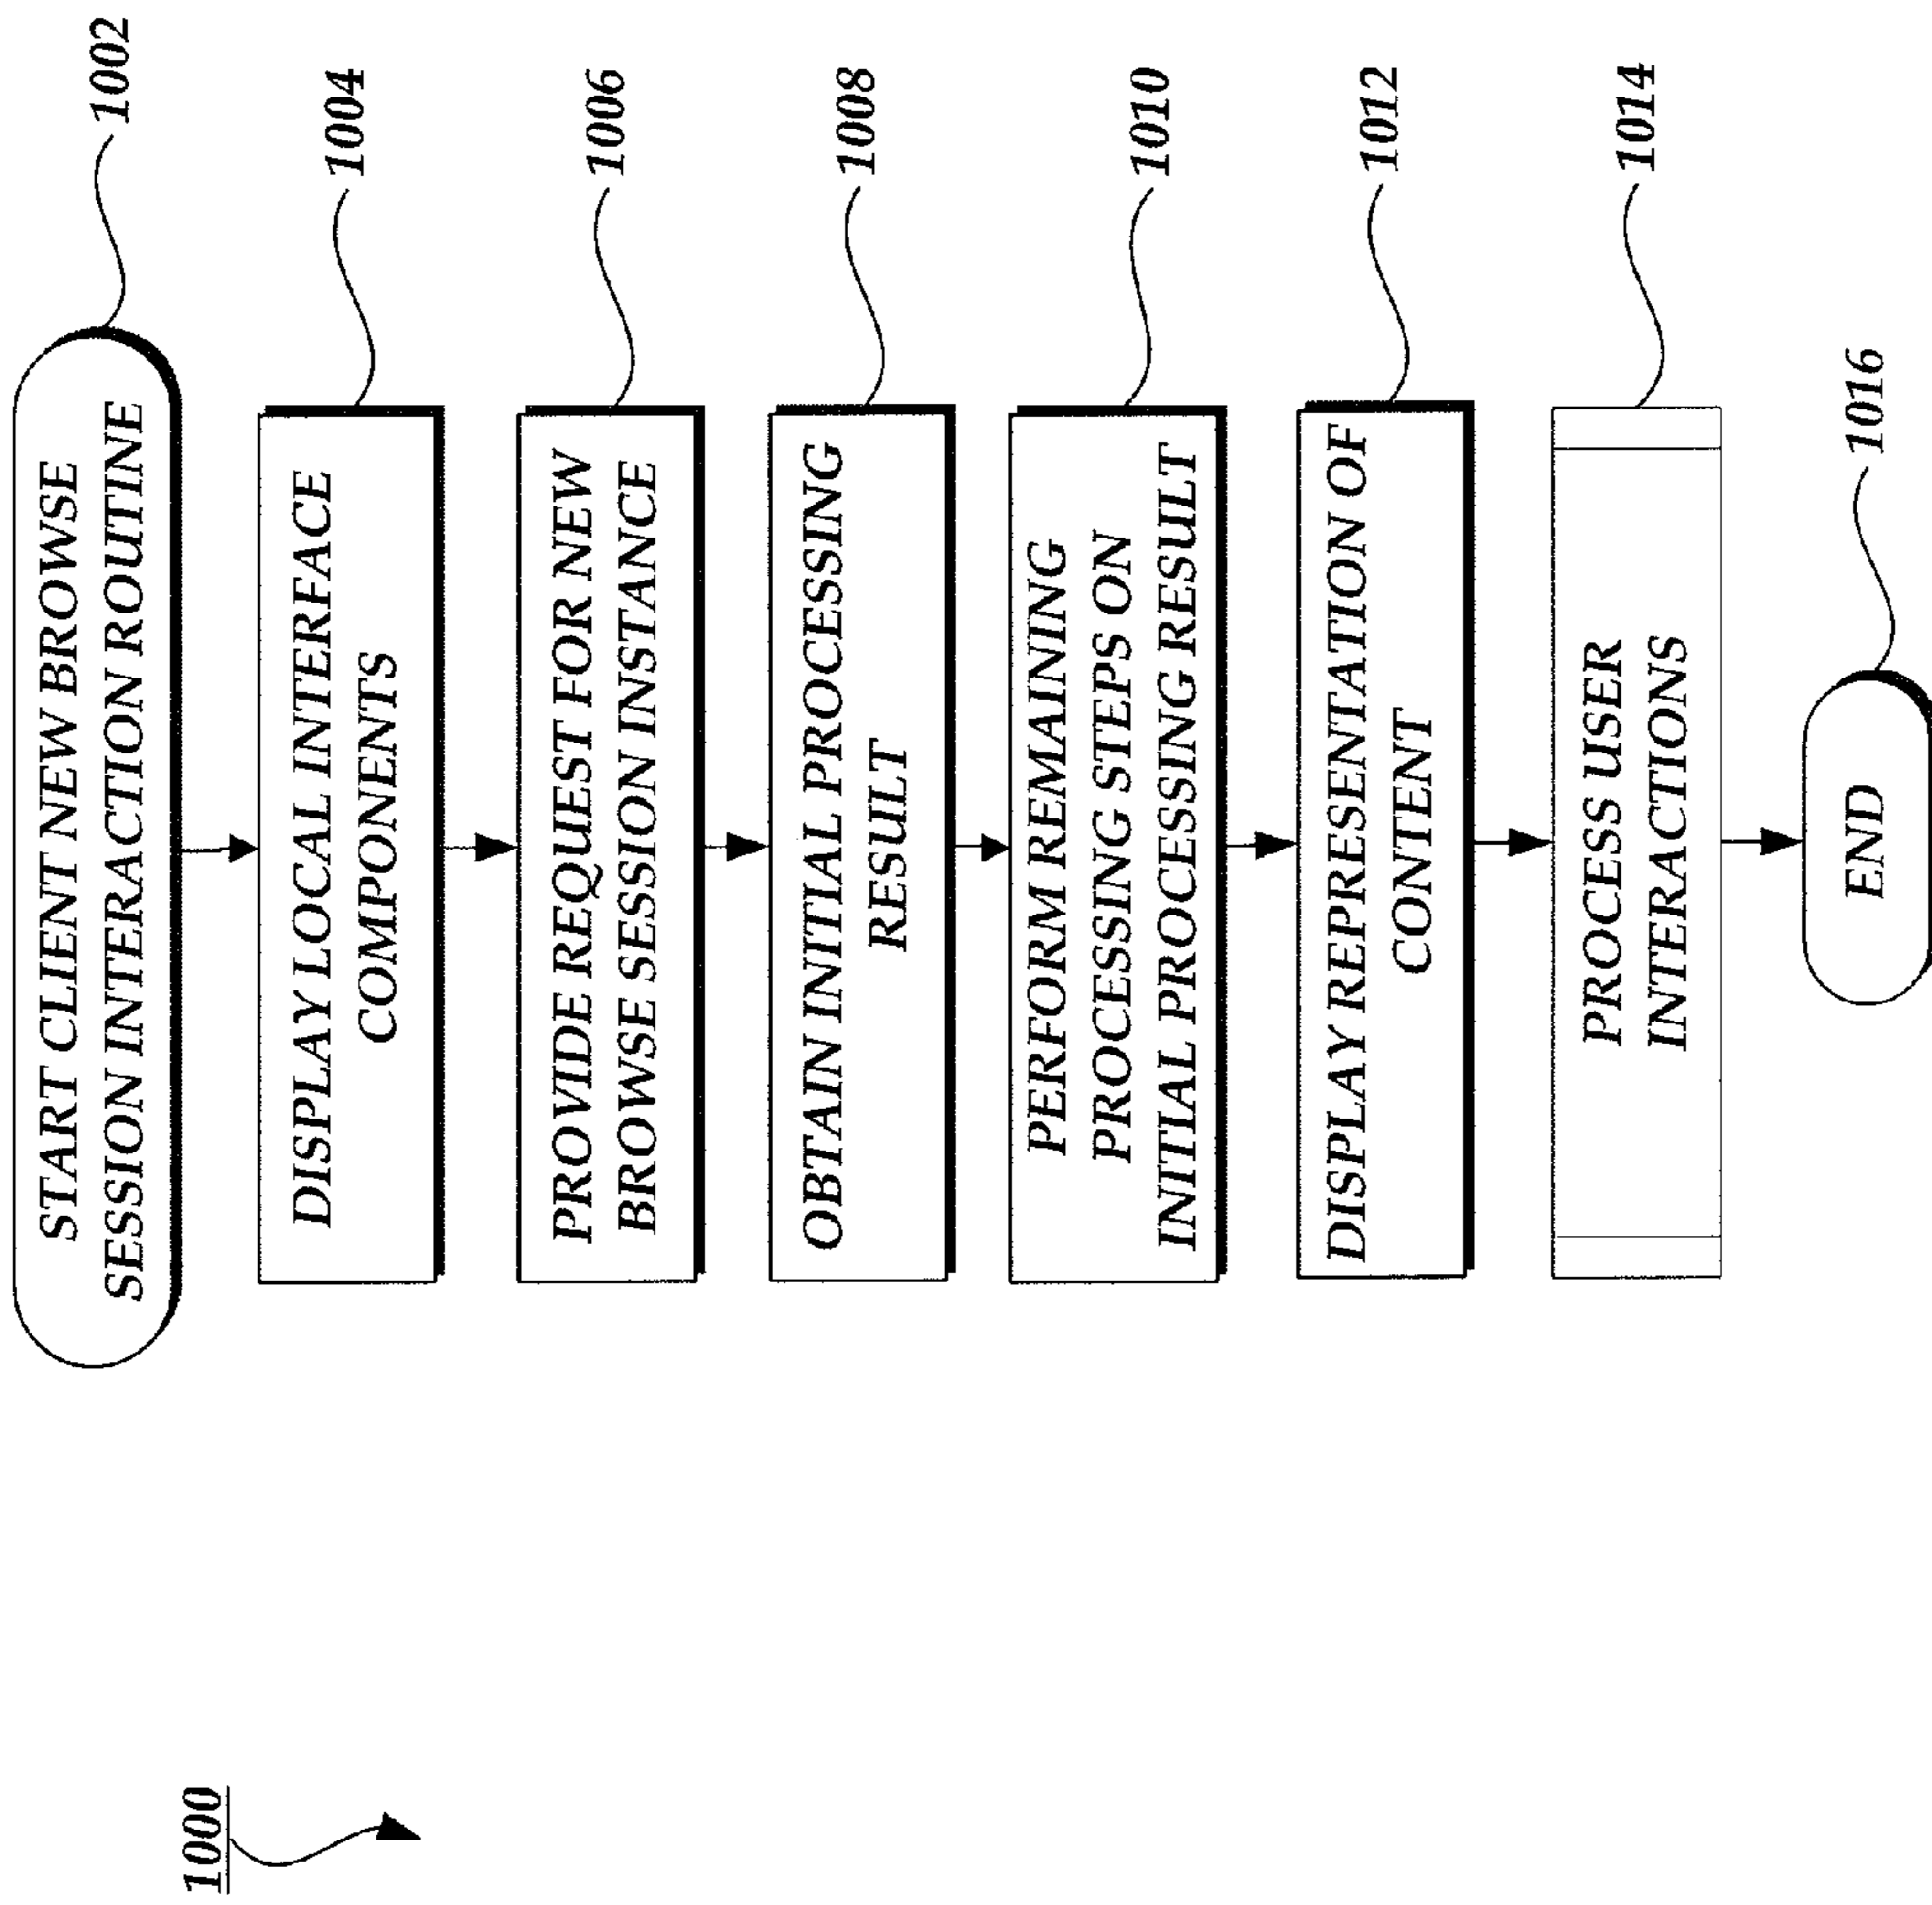 1000
START CLIENT NEW BROWSE
SESSION INTERACTION ROUTINE
1002
DISPLAY LOCAL INTERFACE
COMPONENTS
1004
PROVIDE REQUEST FOR NEW
BROWSE SESSION INSTANCE
1006
OBTAIN INITIAL PROCESSING
RESULT
1008
PERFORM REMAINING
PROCESSING STEPS ON
INITIAL PROCESSING RESULT
1010
DISPLAY REPRESENTATION OF
CONTENT
1012
PROCESS USER
INTERACTIONS
1014
END
1016